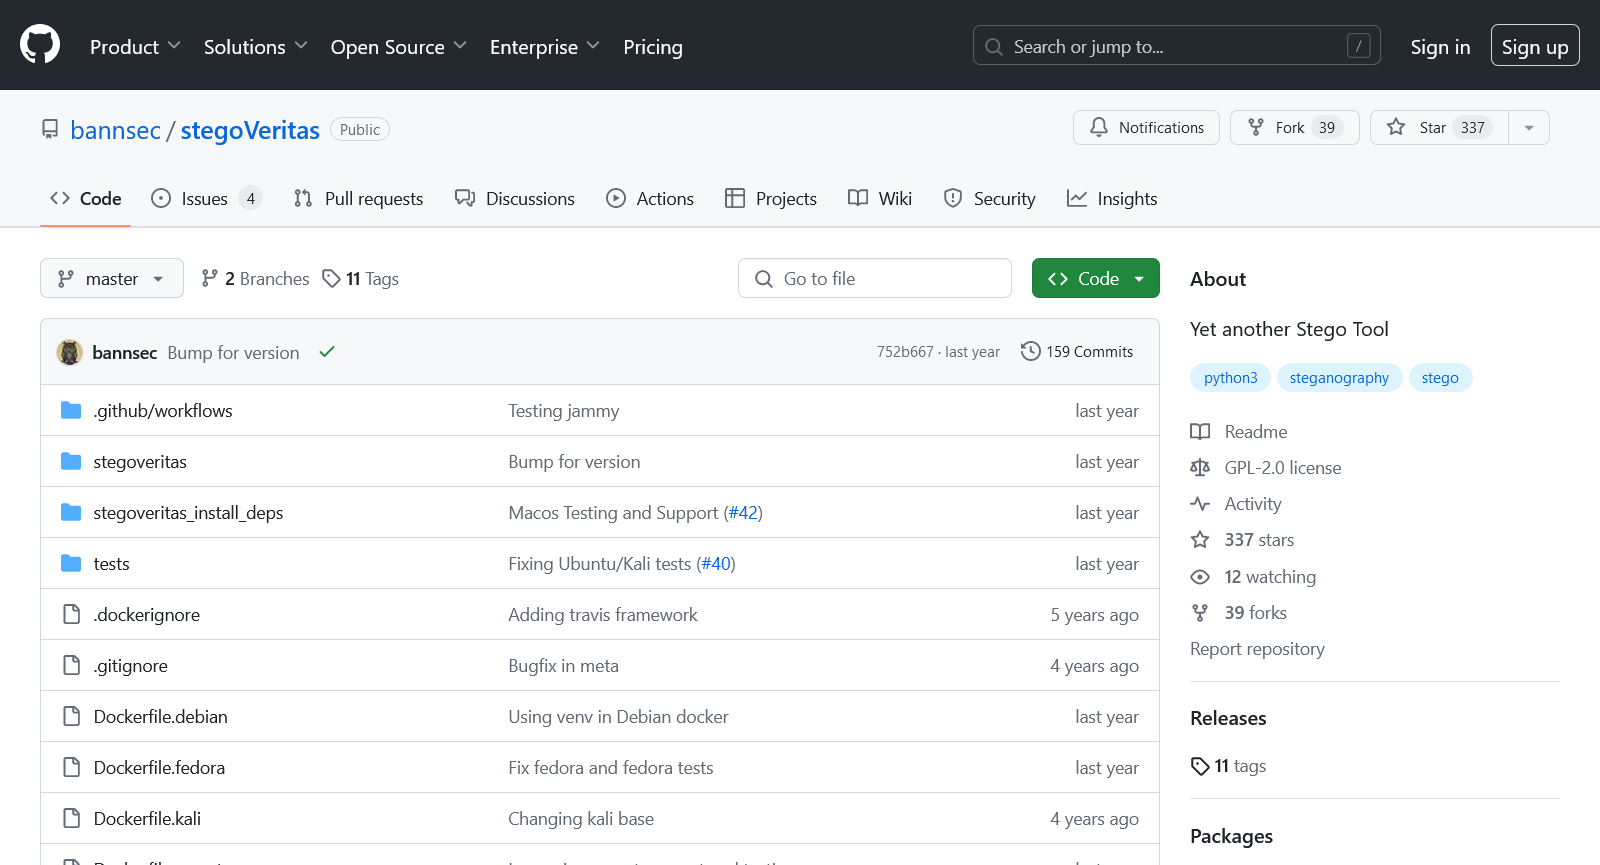 Product Solutions Open Source Enterprise Pricing Search or jump to... / Sign in Sign up
bannsec / stegoVeritas Public Notifications Fork 39 Star 337
Code Issues 4 Pull requests Discussions Actions Projects Wiki Security Insights
master 2 Branches 11 Tags Go to file Code
bannsec Bump for version 752b667 · last year 159 Commits
.github/workflows Testing jammy last year
stegoveritas Bump for version last year
stegoveritas_install_deps Macos Testing and Support (#42) last year
tests Fixing Ubuntu/Kali tests (#40) last year
.dockerignore Adding travis framework 5 years ago
.gitignore Bugfix in meta 4 years ago
Dockerfile.debian Using venv in Debian docker last year
Dockerfile.fedora Fix fedora and fedora tests last year
Dockerfile.kali Changing kali base 4 years ago
About
Yet another Stego Tool
python3 steganography stego
Readme
GPL-2.0 license
Activity
337 stars
12 watching
39 forks
Report repository
Releases
11 tags
Packages